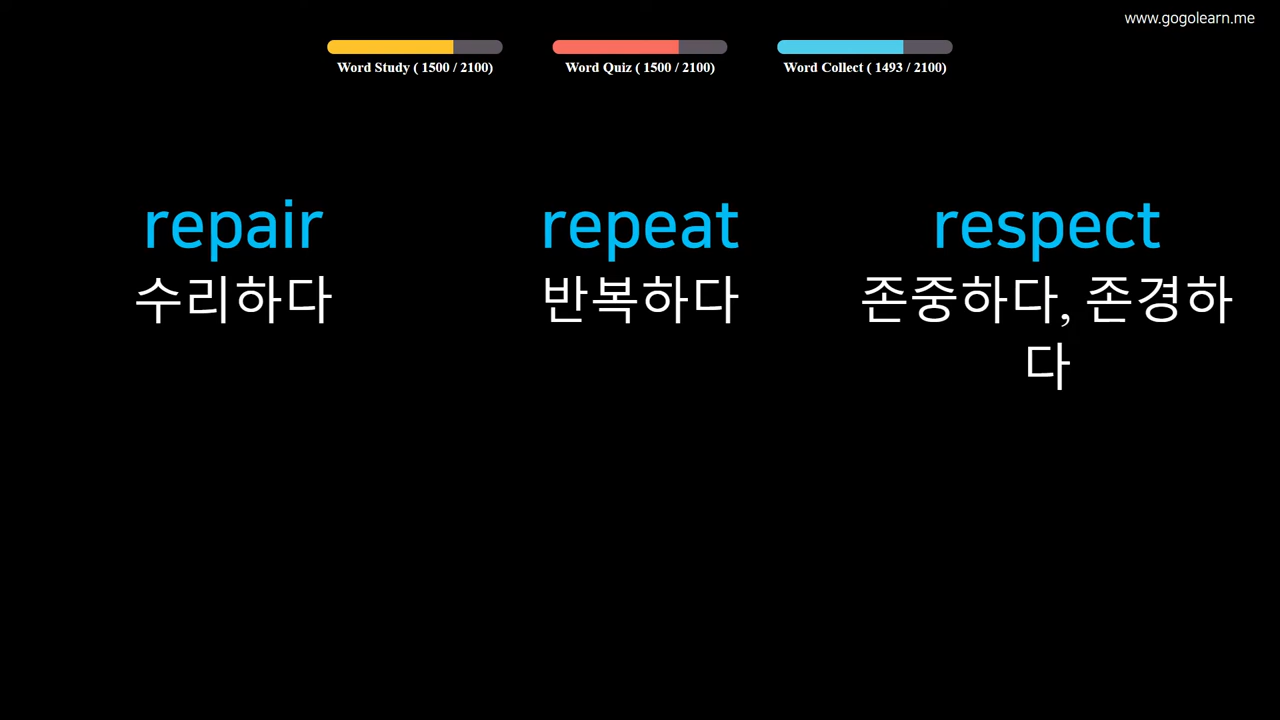 www.gogolearn.me
Word Study ( 1500 / 2100)
Word Quiz ( 1500 / 2100)
Word Collect ( 1493 / 2100)
repair
수리하다
repeat
반복하다
respect
존중하다, 존경하
다